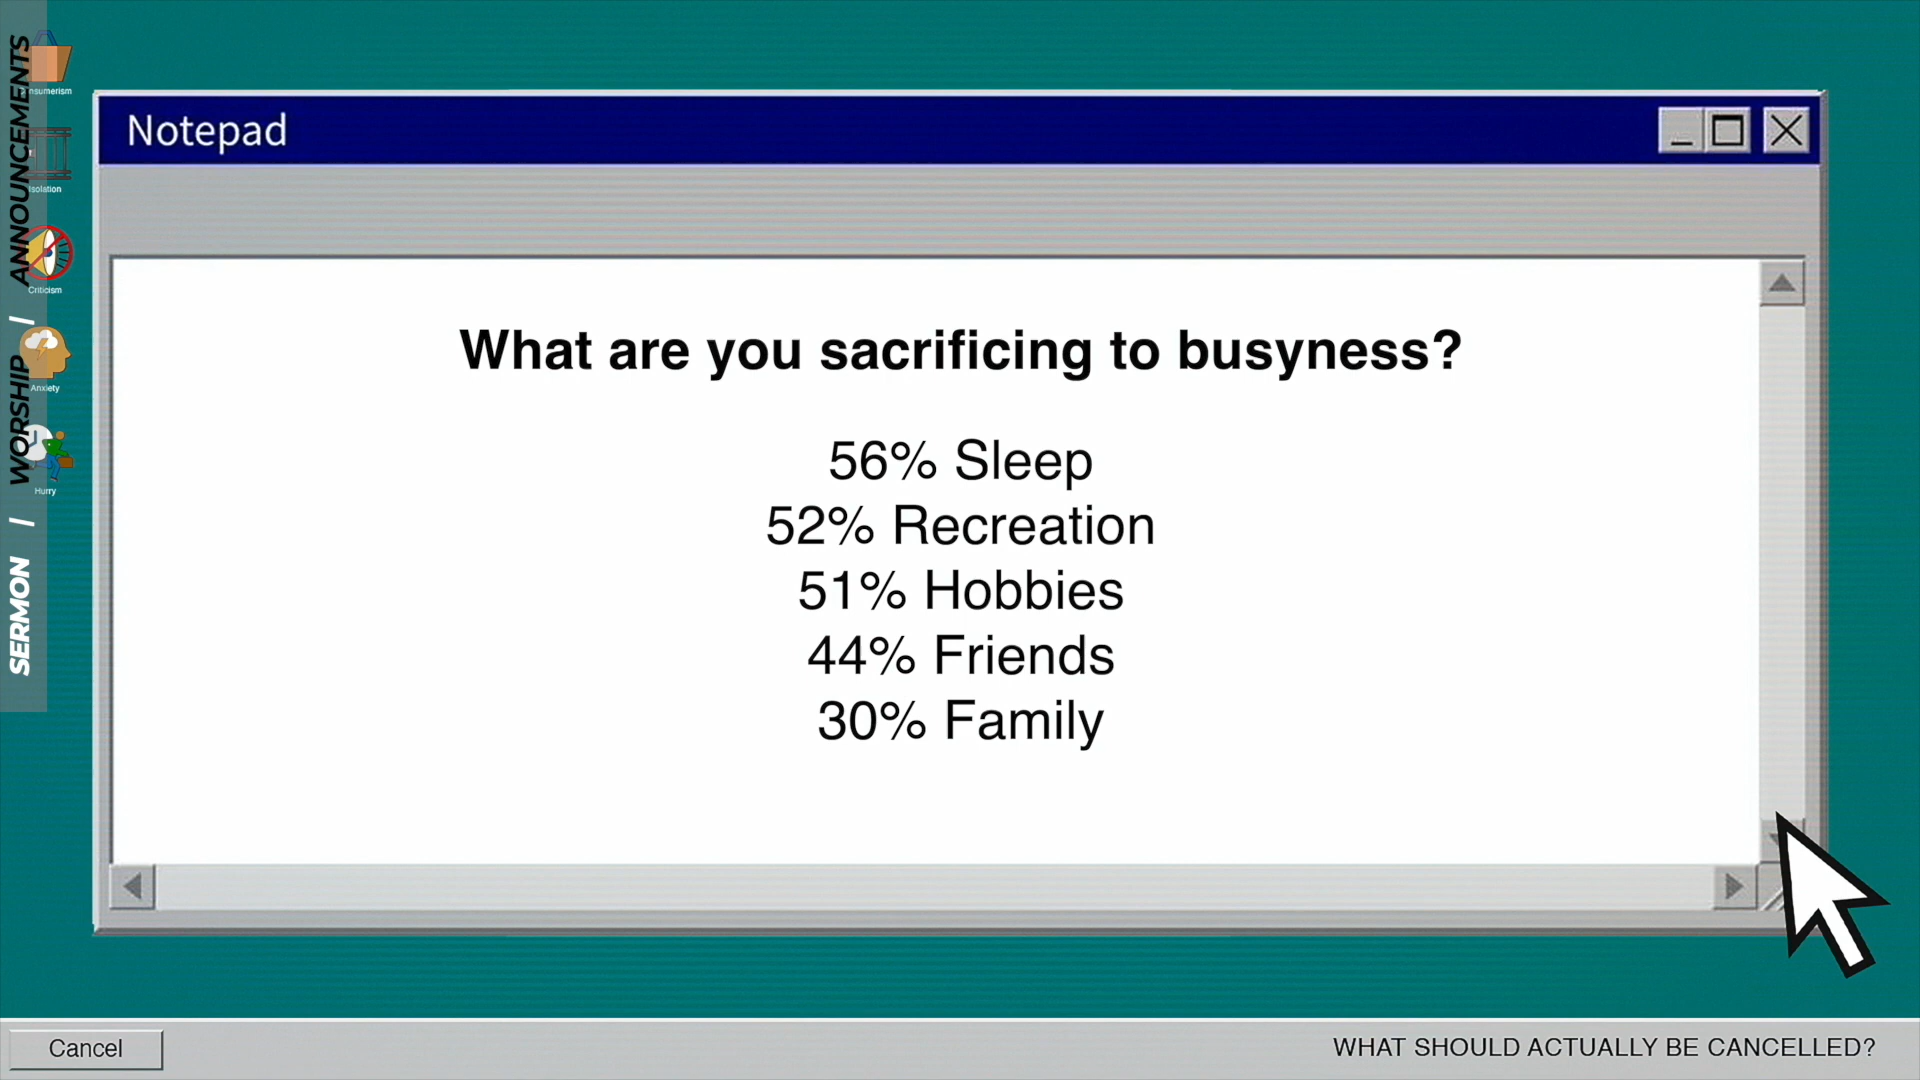 ANNOUNCEMENTS
WORSHIP
SERMON
Isolation
Criticism
Anxiety
Hurry
Notepad
What are you sacrificing to busyness?
56% Sleep
52% Recreation
51% Hobbies
44% Friends
30% Family
Cancel
WHAT SHOULD ACTUALLY BE CANCELLED?